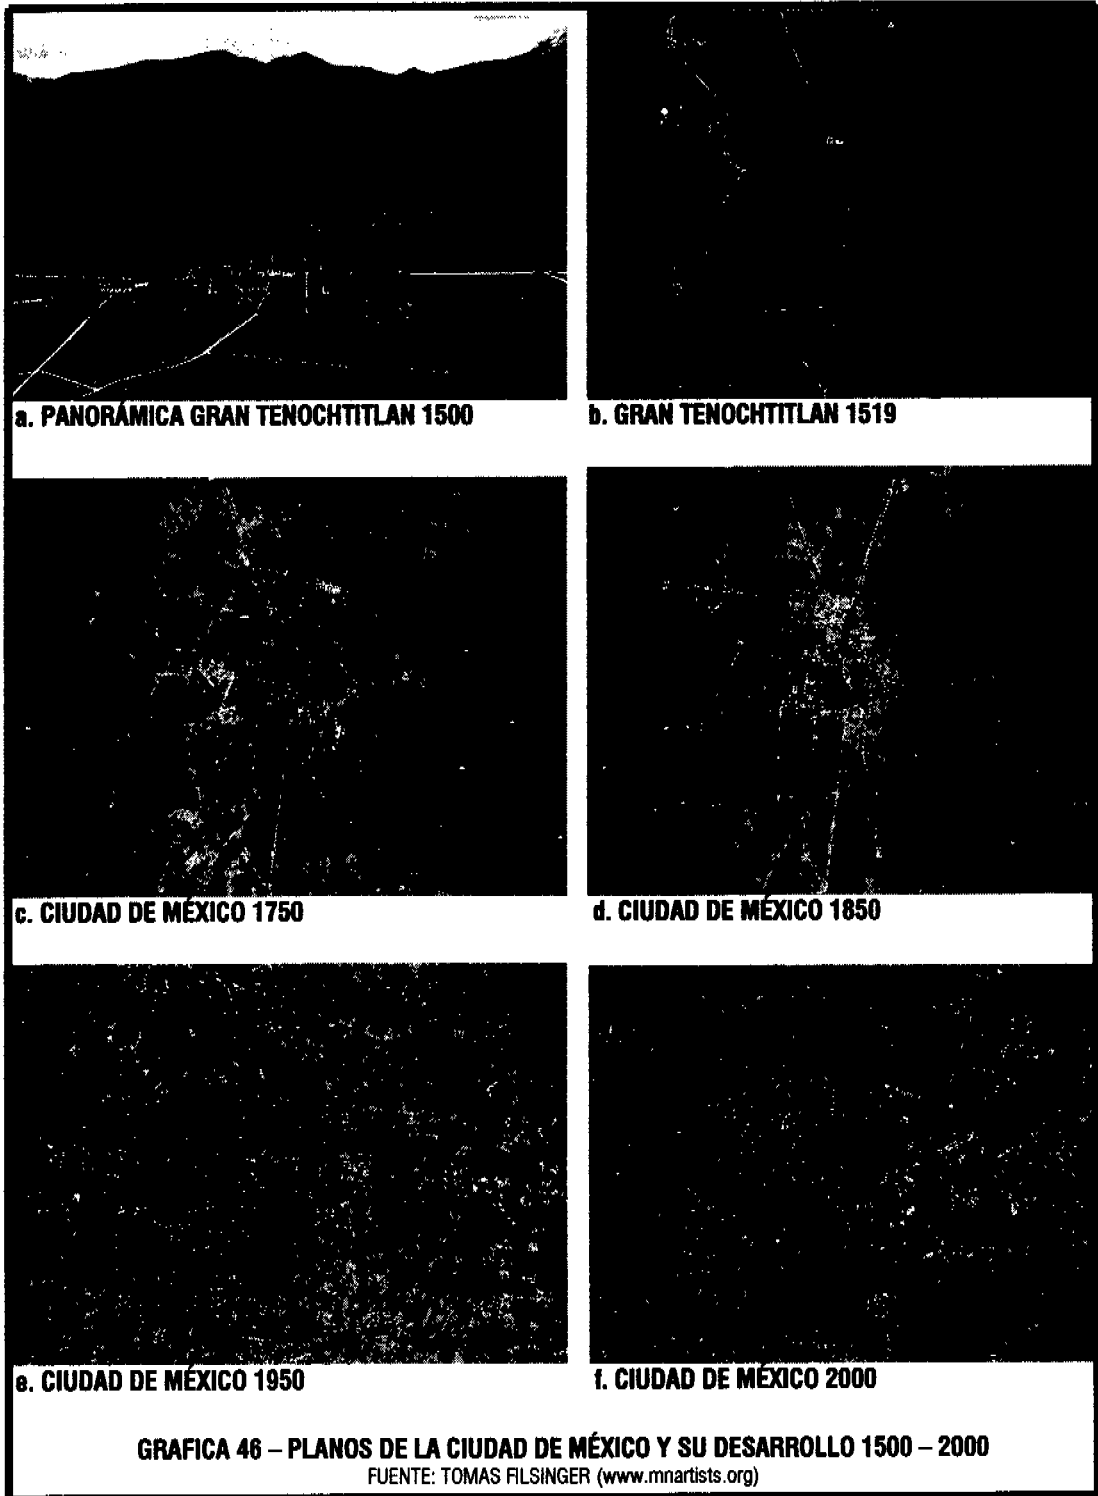 a. PANORÁMICA GRAN TENOCHTITLAN 1500
b. GRAN TENOCHTITLAN 1519
c. CIUDAD DE MÉXICO 1750
d. CIUDAD DE MÉXICO 1850
e. CIUDAD DE MÉXICO 1950
f. CIUDAD DE MÉXICO 2000
GRAFICA 46 – PLANOS DE LA CIUDAD DE MÉXICO Y SU DESARROLLO 1500 – 2000
FUENTE: TOMAS FILSINGER (www.mnartists.org)